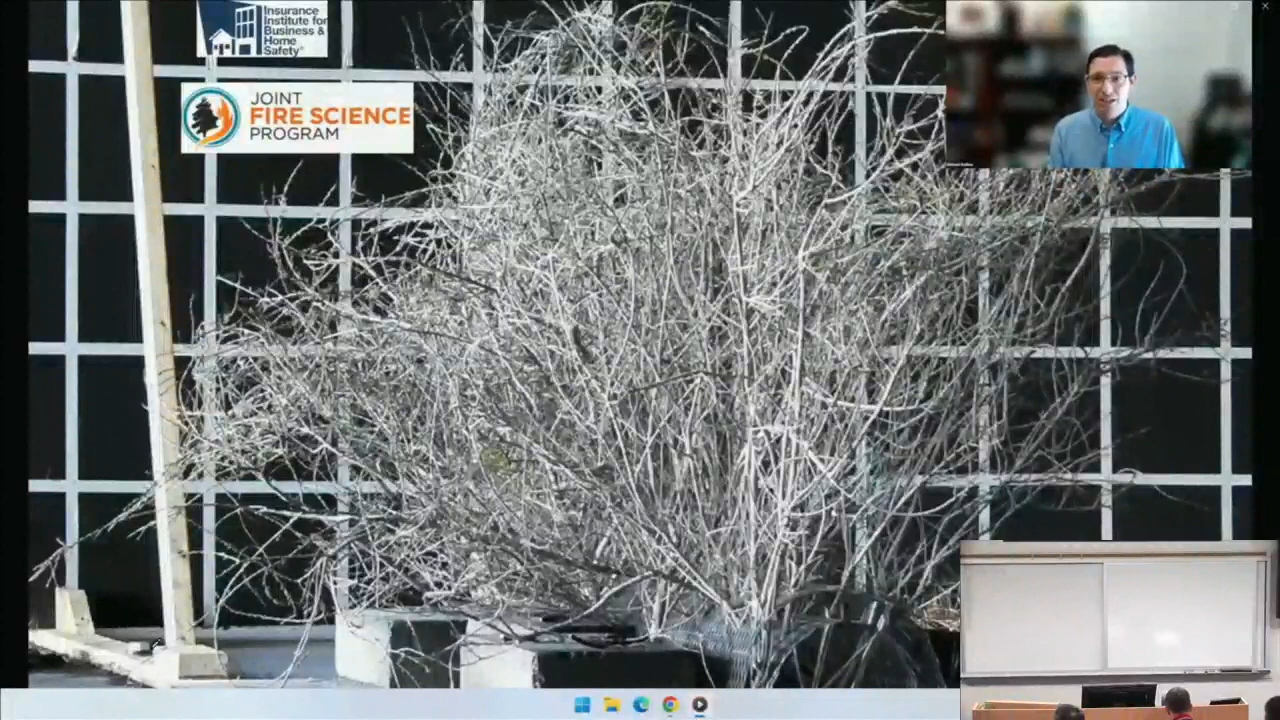 Insurance
Institute for
Business &
Home
Safety®
JOINT
FIRE SCIENCE
PROGRAM